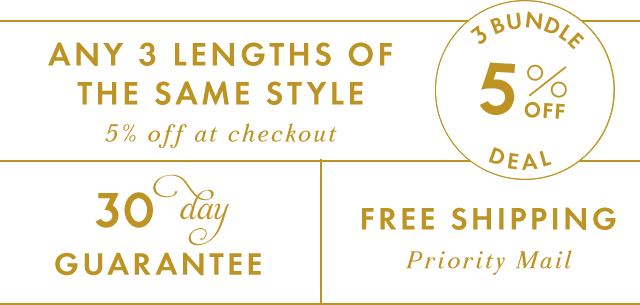 ANY 3 LENGTHS OF
THE SAME STYLE
5% off at checkout
3 BUNDLE
5%
OFF
DEAL
30 day
GUARANTEE
FREE SHIPPING
Priority Mail